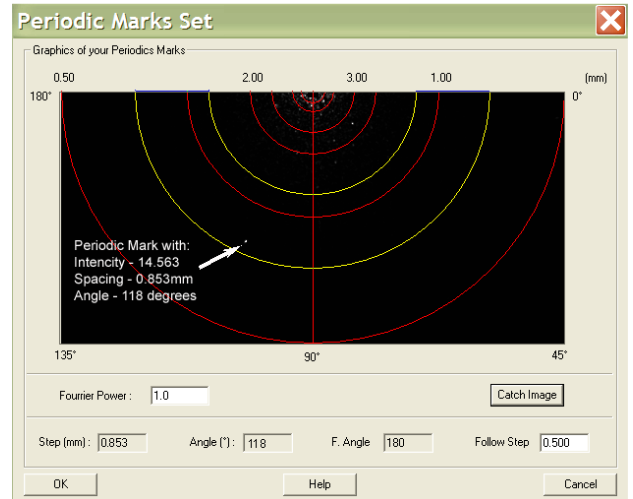 Periodic Marks Set
Graphics of your Periodics Marks
0.50 2.00 3.00 1.00 (mm)
180° 0°
Periodic Mark with:
Intencity - 14.563
Spacing - 0.853mm
Angle - 118 degrees
135° 90° 45°
Fourrier Power : 1.0 Catch Image
Step (mm) : 0.853 Angle (°) : 118 F. Angle 180 Follow Step 0.500
OK Help Cancel